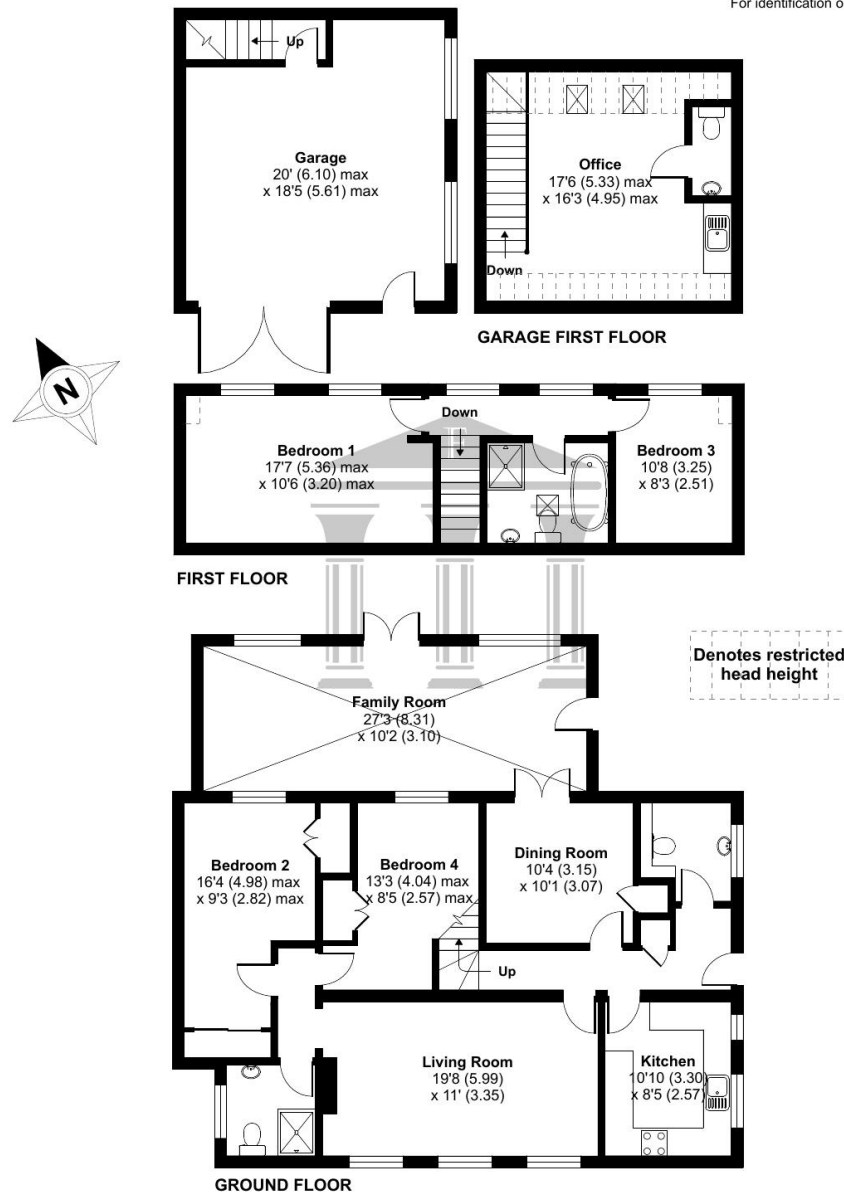 For identification o
Up
Garage
20' (6.10) max
x 18'5 (5.61) max
Office
17'6 (5.33) max
x 16'3 (4.95) max
Down
GARAGE FIRST FLOOR
N
Down
Bedroom 1
17'7 (5.36) max
x 10'6 (3.20) max
Bedroom 3
10'8 (3.25)
x 8'3 (2.51)
FIRST FLOOR
Denotes restricted
head height
Family Room
27'3 (8.31)
x 10'2 (3.10)
Bedroom 2
16'4 (4.98) max
x 9'3 (2.82) max
Bedroom 4
13'3 (4.04) max
x 8'5 (2.57) max
Dining Room
10'4 (3.15)
x 10'1 (3.07)
Up
Living Room
19'8 (5.99)
x 11' (3.35)
Kitchen
10'10 (3.30)
x 8'5 (2.57)
GROUND FLOOR